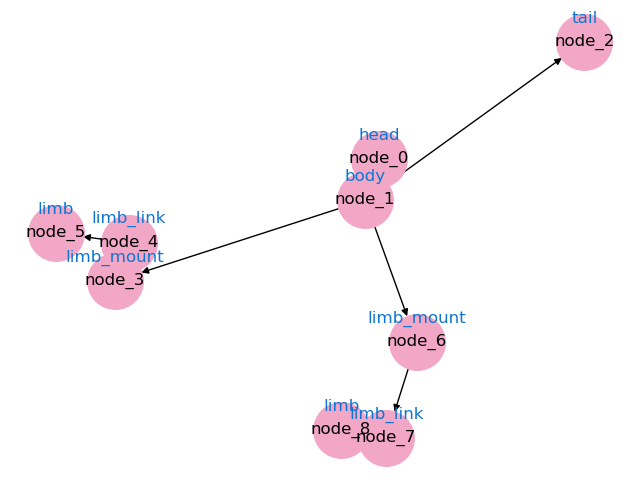 tail
node_2
head
node_0
body
node_1
limb
node_5
limb_link
node_4
limb_mount
node_3
limb_mount
node_6
limb
node_8
limb_link
node_7